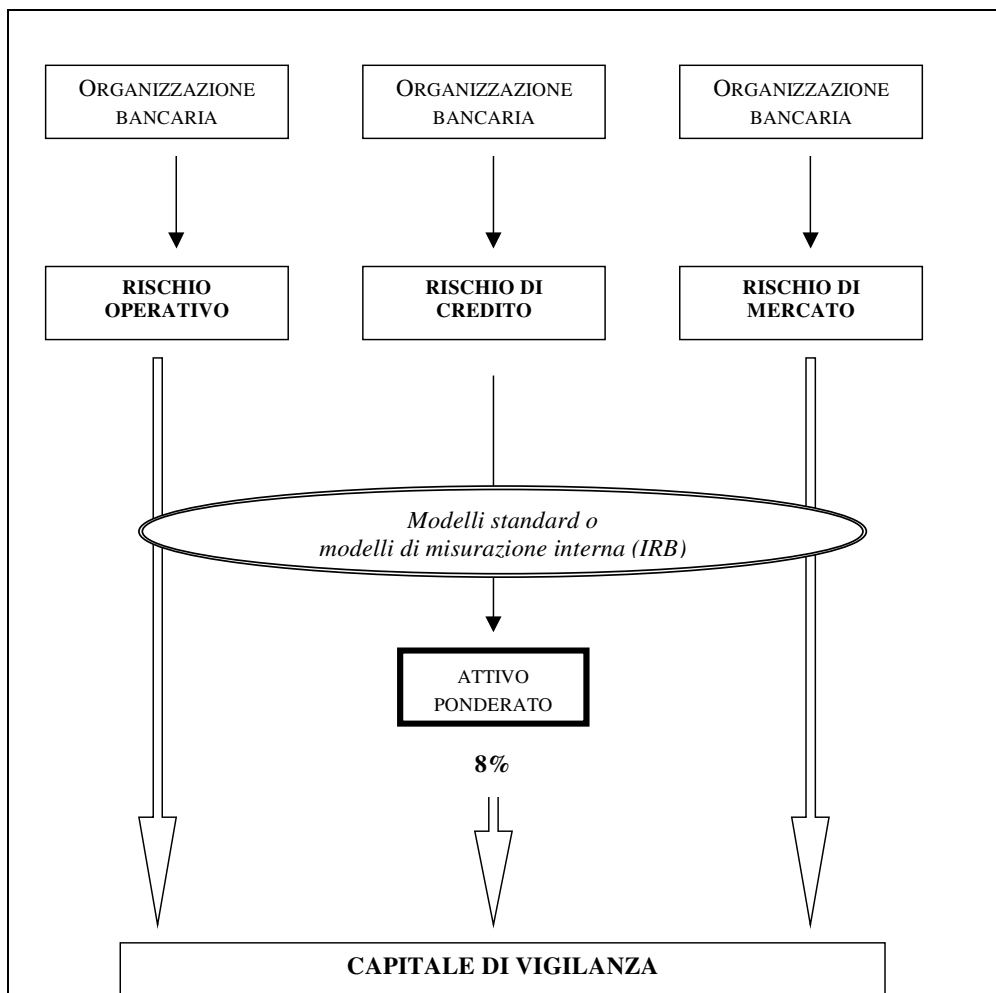 ORGANIZZAZIONE
BANCARIA
ORGANIZZAZIONE
BANCARIA
ORGANIZZAZIONE
BANCARIA
RISCHIO
OPERATIVO
RISCHIO DI
CREDITO
RISCHIO DI
MERCATO
Modelli standard o
modelli di misurazione interna (IRB)
ATTIVO
PONDERATO
8%
CAPITALE DI VIGILANZA